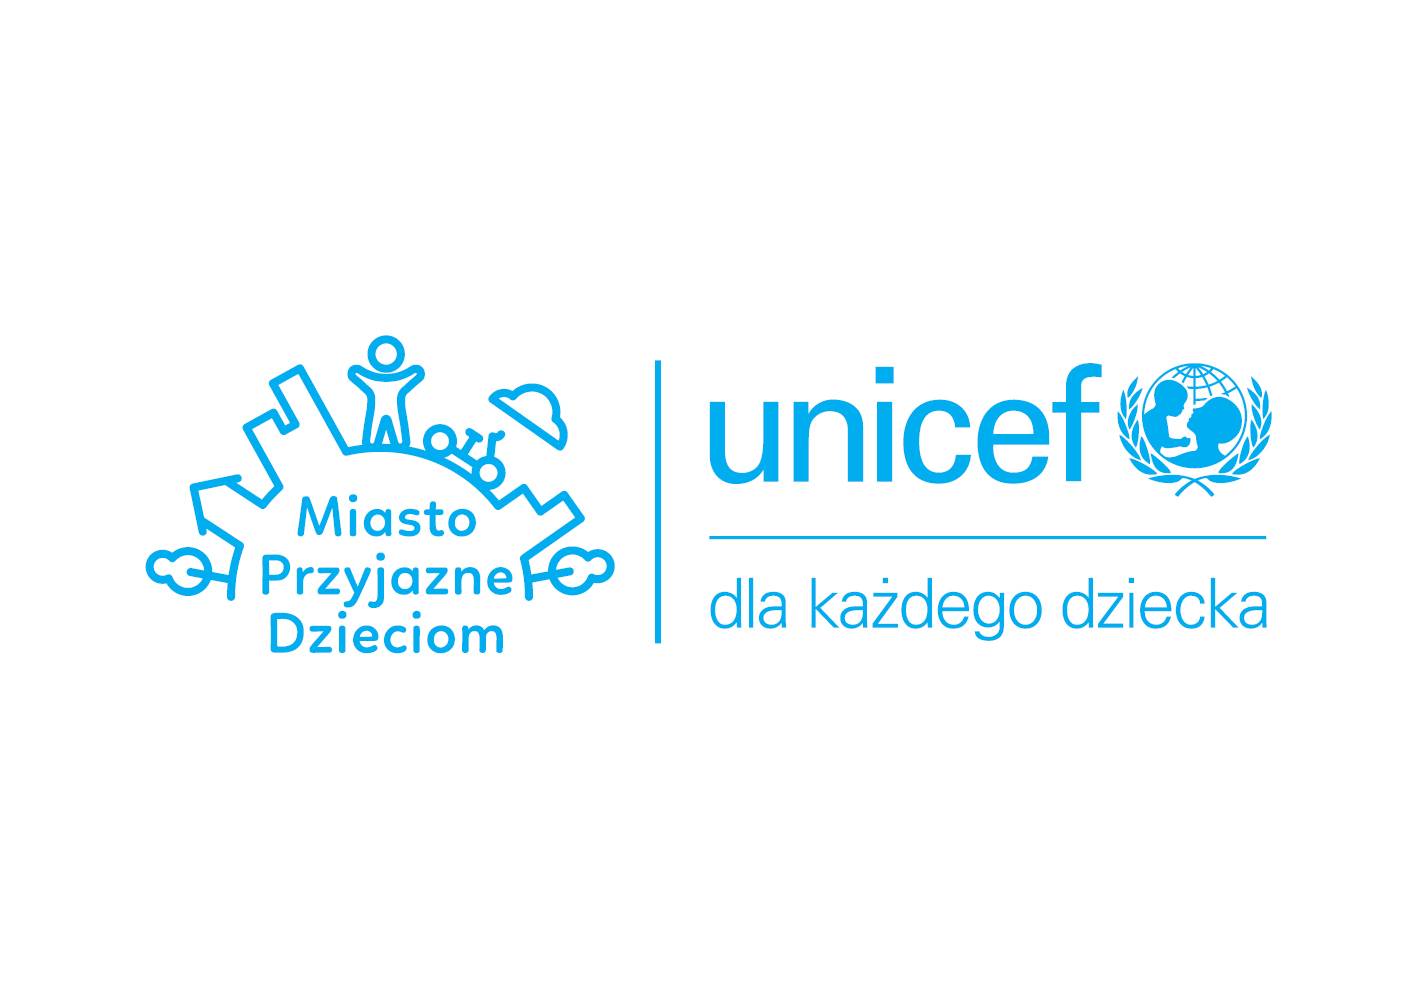 Miasto
Przyjazne
Dzieciom
unicef
dla każdego dziecka